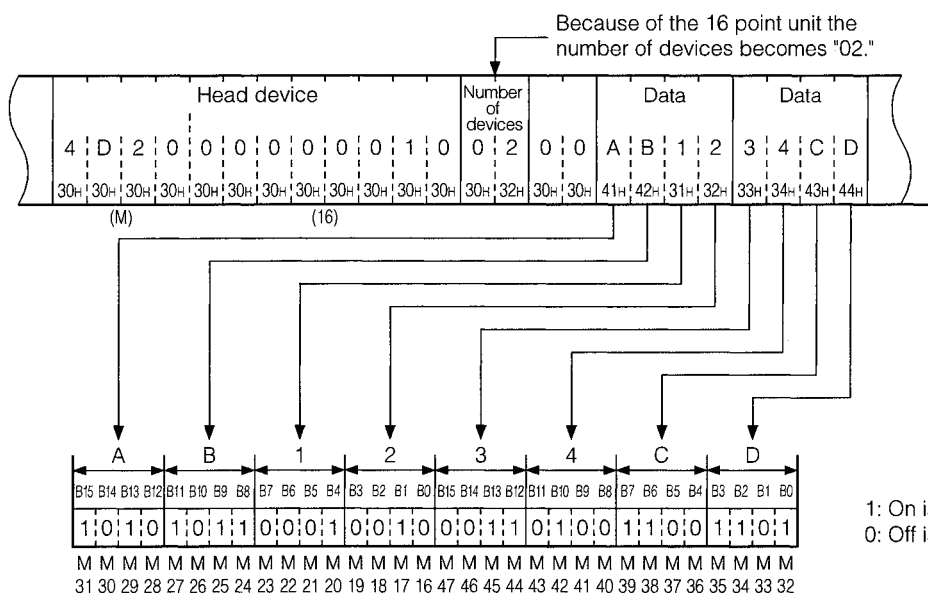 Because of the 16 point unit the
number of devices becomes "02."
Head device
Number
of
devices
Data
Data
4 D 2 0 0 0 0 0 0 1 0 0 2 0 0 A B 1 2 3 4 C D
30H 30H 30H 30H 30H 30H 30H 30H 30H 30H 30H 30H 32H 30H 30H 41H 42H 31H 32H 33H 34H 43H 44H
(M) (16)
A B 1 2 3 4 C D
B15 B14 B13 B12 B11 B10 B9 B8 B7 B6 B5 B4 B3 B2 B1 B0 B15 B14 B13 B12 B11 B10 B9 B8 B7 B6 B5 B4 B3 B2 B1 B0
1 0 1 0 1 0 1 1 0 0 0 1 0 0 1 0 0 0 1 1 0 1 0 0 1 1 0 0 1 1 0 1
1: On i
0: Off i
M M M M M M M M M M M M M M M M M M M M M M M M M M M M M M M M
31 30 29 28 27 26 25 24 23 22 21 20 19 18 17 16 47 46 45 44 43 42 41 40 39 38 37 36 35 34 33 32